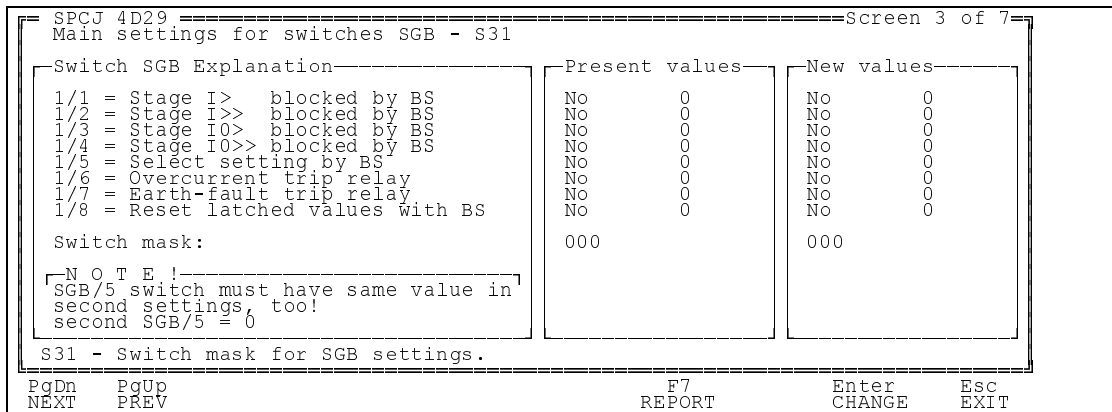 SPCJ 4D29 Screen 3 of 7
Main settings for switches SGB - S31
Switch SGB Explanation Present values New values
1/1 = Stage I> blocked by BS No 0 No 0
1/2 = Stage I>> blocked by BS No 0 No 0
1/3 = Stage I0> blocked by BS No 0 No 0
1/4 = Stage I0>> blocked by BS No 0 No 0
1/5 = Select setting by BS No 0 No 0
1/6 = Overcurrent trip relay No 0 No 0
1/7 = Earth-fault trip relay No 0 No 0
1/8 = Reset latched values with BS No 0 No 0
Switch mask: 000 000
N O T E !
SGB/5 switch must have same value in
second settings, too!
second SGB/5 = 0
S31 - Switch mask for SGB settings.
PgDn PgUp F7 Enter Esc
NEXT PREV REPORT CHANGE EXIT